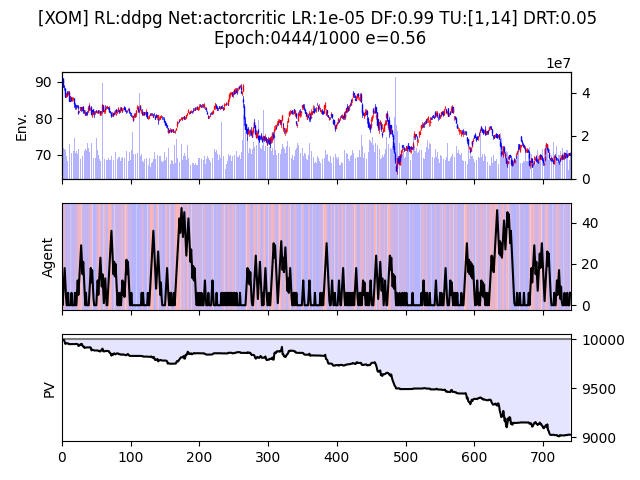 [XOM] RL:ddpg Net:actorcritic LR:1e-05 DF:0.99 TU:[1,14] DRT:0.05
Epoch:0444/1000 e=0.56
1e7
90
80
70
Env.
4
2
0
Agent
40
20
0
PV
10000
9500
9000
0 100 200 300 400 500 600 700